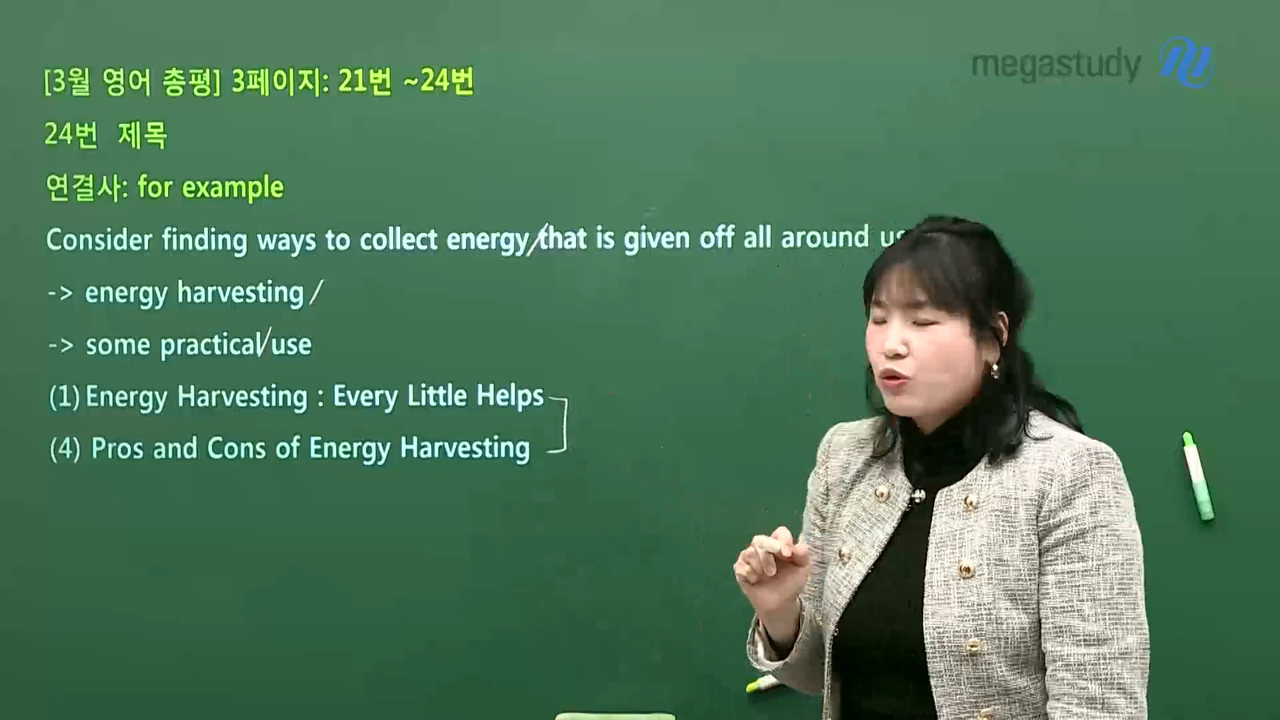 megastudy
[3월 영어 총평] 3페이지: 21번 ~24번
24번 제목
연결사: for example
Consider finding ways to collect energy that is given off all around us
-> energy harvesting
-> some practical use
(1) Energy Harvesting : Every Little Helps
(4) Pros and Cons of Energy Harvesting